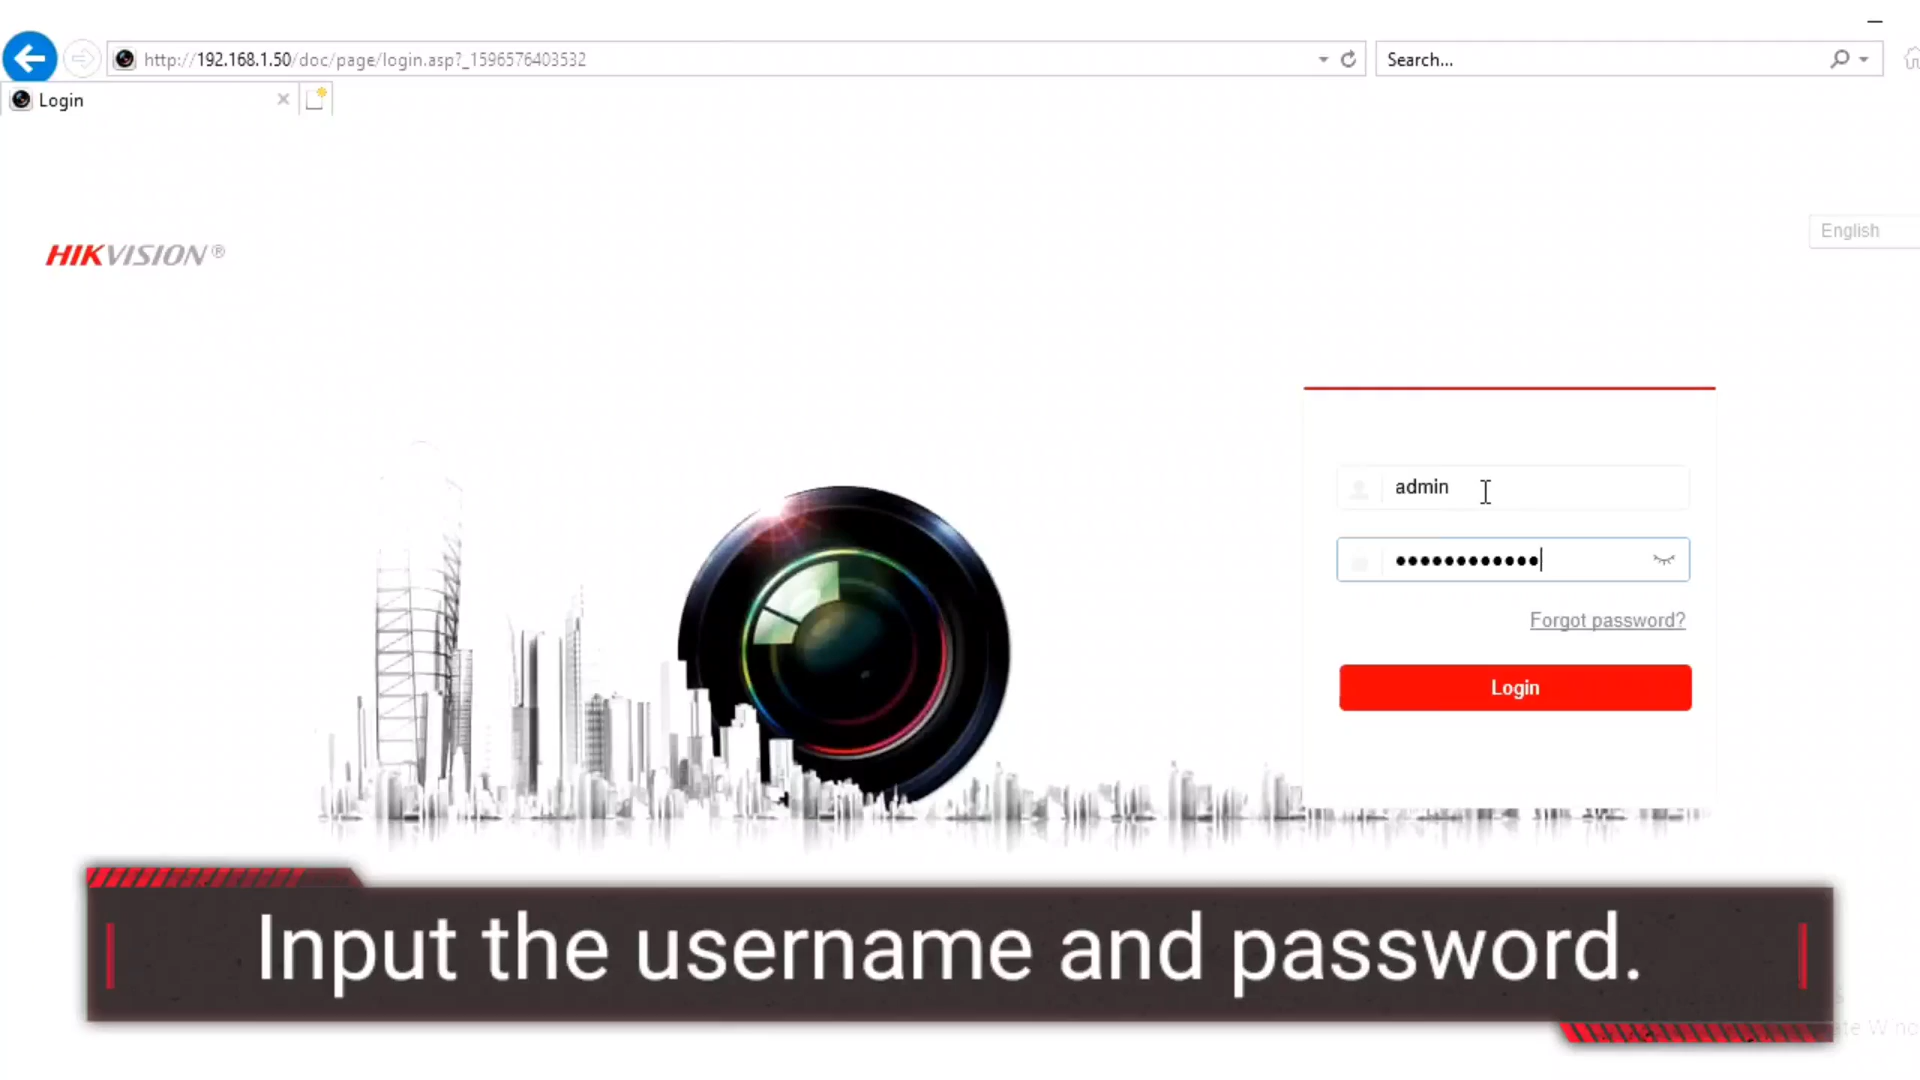 http://192.168.1.50/doc/page/login.asp?_1596576403532
Search...
Login
HIKVISION®
English
admin
Forgot password?
Login
Input the username and password.